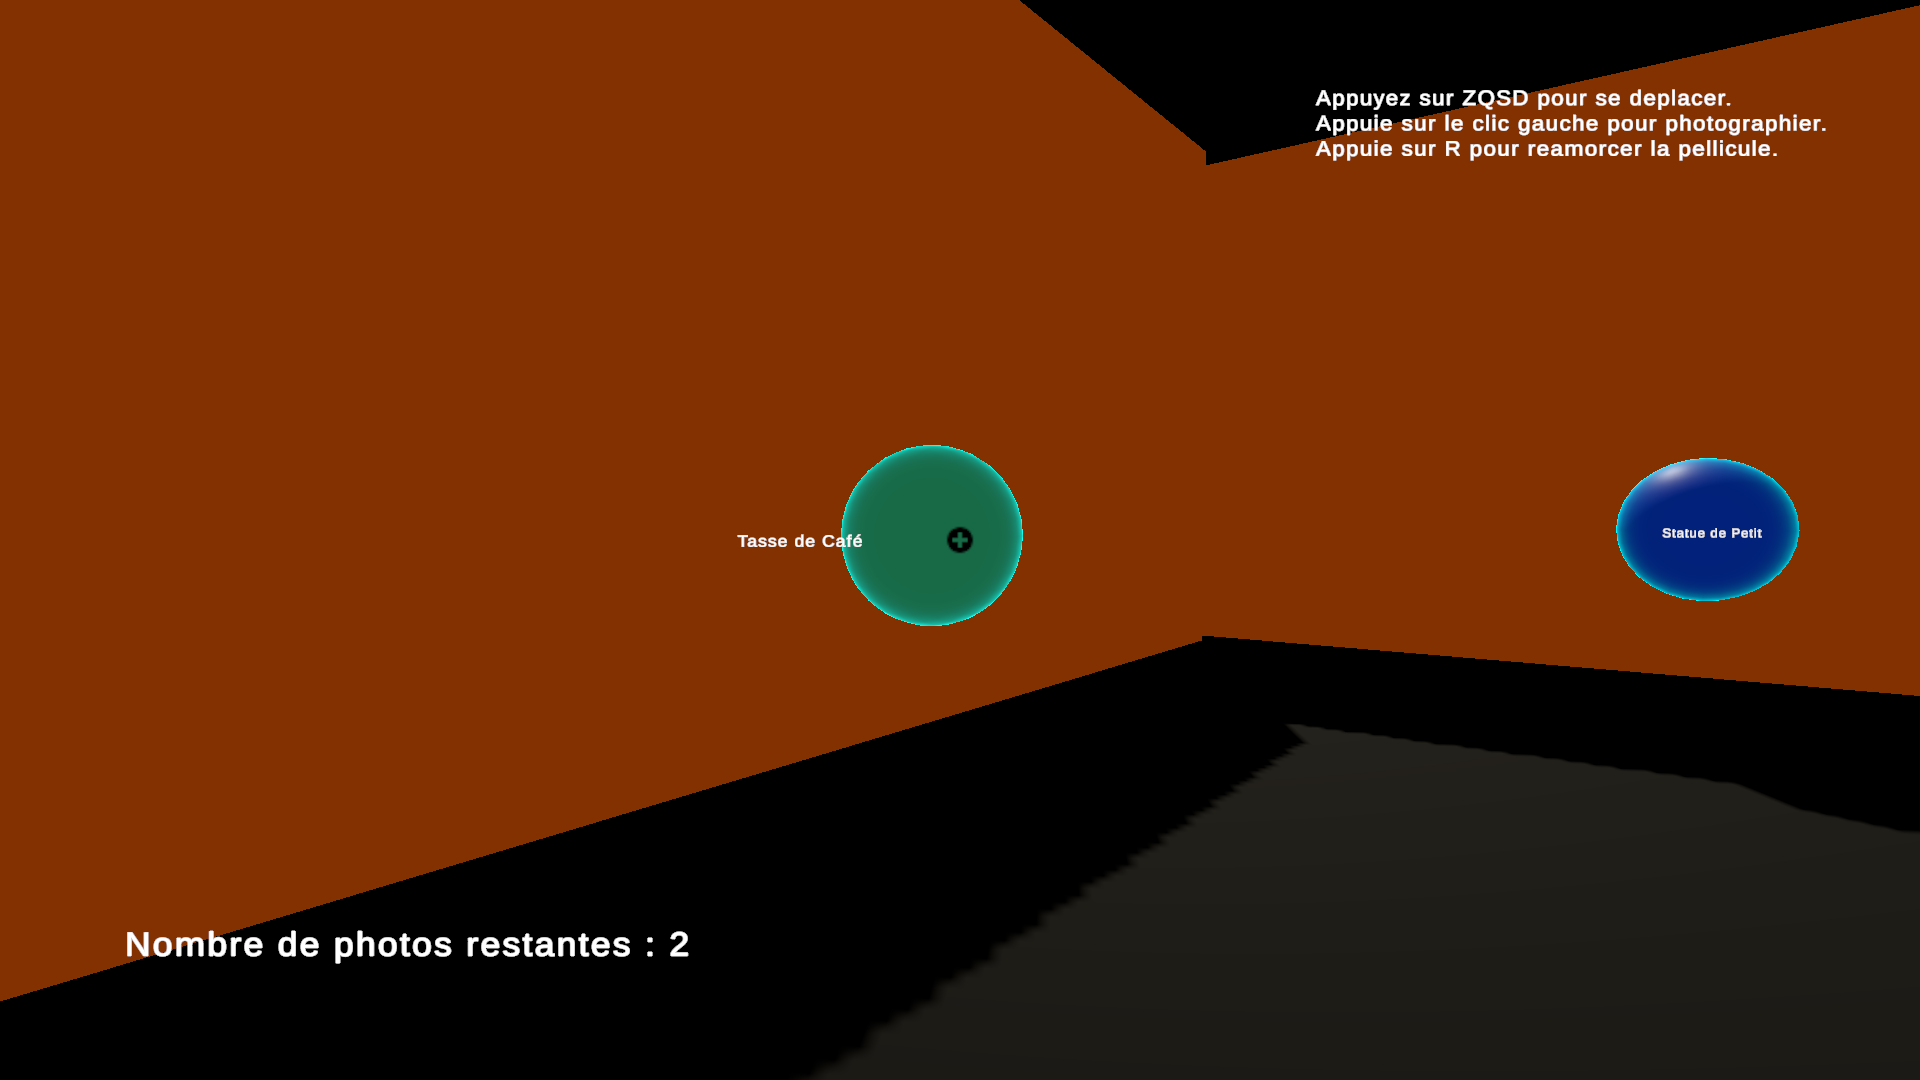 Appuyez sur ZQSD pour se deplacer.
Appuie sur le clic gauche pour photographier.
Appuie sur R pour reamorcer la pellicule.
Tasse de Café
Statue de Petit
Nombre de photos restantes : 2